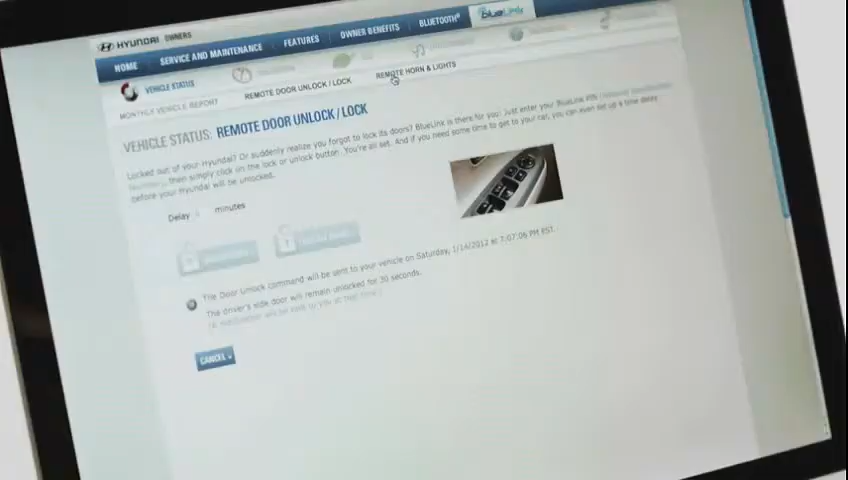 HYUNDAI OWNERS
HOME SERVICE AND MAINTENANCE FEATURES OWNER BENEFITS BLUETOOTH® blueLink
VEHICLE STATUS
MONTHLY VEHICLE REPORT REMOTE DOOR UNLOCK / LOCK REMOTE HORN & LIGHTS
VEHICLE STATUS: REMOTE DOOR UNLOCK / LOCK
Locked out of your Hyundai? Or suddenly realize you forgot to lock its doors? BlueLink is there for you! Just enter your BlueLink PIN
then simply click on the lock or unlock button. You're all set. And if you need some time to get to your car, you can even set up a time delay
before your Hyundai will be unlocked.
Delay minutes
The Door Unlock command will be sent to your vehicle on Saturday, 1/14/2012 at 7:07:06 PM EST.
The driver's side door will remain unlocked for 30 seconds.
CANCEL